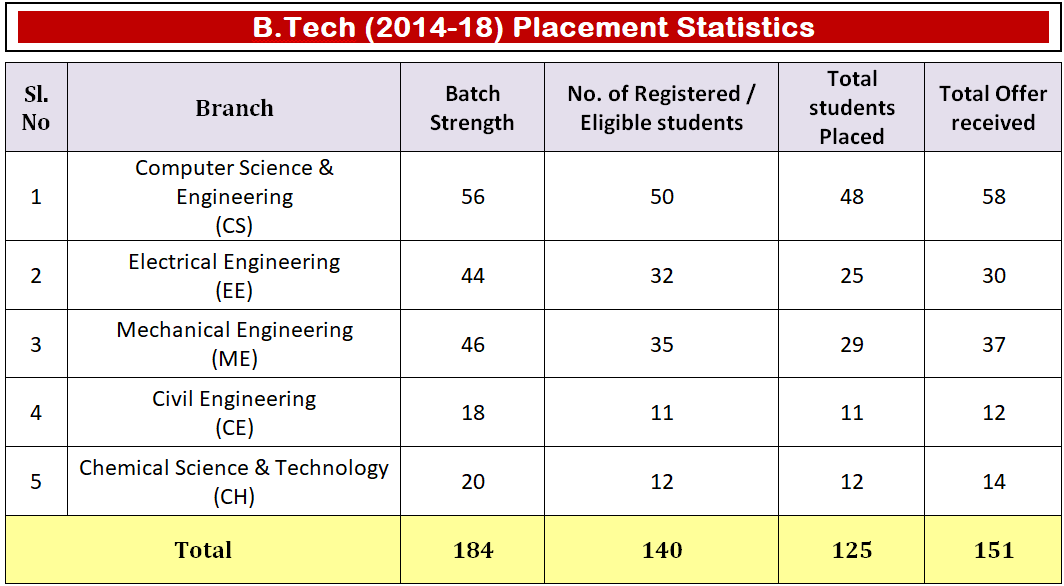 B.Tech (2014-18) Placement Statistics
Sl. No Branch Batch Strength No. of Registered / Eligible students Total students Placed Total Offer received
1 Computer Science & Engineering (CS) 56 50 48 58
2 Electrical Engineering (EE) 44 32 25 30
3 Mechanical Engineering (ME) 46 35 29 37
4 Civil Engineering (CE) 18 11 11 12
5 Chemical Science & Technology (CH) 20 12 12 14
Total 184 140 125 151